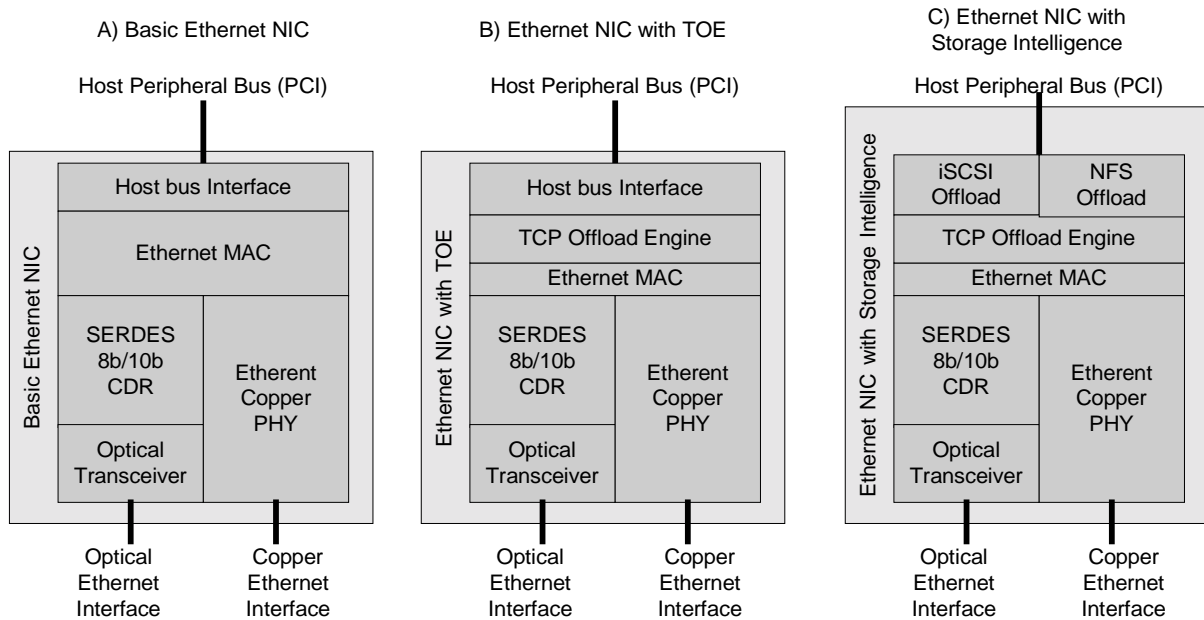 A) Basic Ethernet NIC
Host Peripheral Bus (PCI)
Basic Ethernet NIC
Host bus Interface
Ethernet MAC
SERDES
8b/10b
CDR
Etherent
Copper
PHY
Optical
Transceiver
Optical
Ethernet
Interface
Copper
Ethernet
Interface
B) Ethernet NIC with TOE
Host Peripheral Bus (PCI)
Ethernet NIC with TOE
Host bus Interface
TCP Offload Engine
Ethernet MAC
SERDES
8b/10b
CDR
Etherent
Copper
PHY
Optical
Transceiver
Optical
Ethernet
Interface
Copper
Ethernet
Interface
C) Ethernet NIC with
Storage Intelligence
Host Peripheral Bus (PCI)
Ethernet NIC with Storage Intelligence
iSCSI
Offload
NFS
Offload
TCP Offload Engine
Ethernet MAC
SERDES
8b/10b
CDR
Etherent
Copper
PHY
Optical
Transceiver
Optical
Ethernet
Interface
Copper
Ethernet
Interface